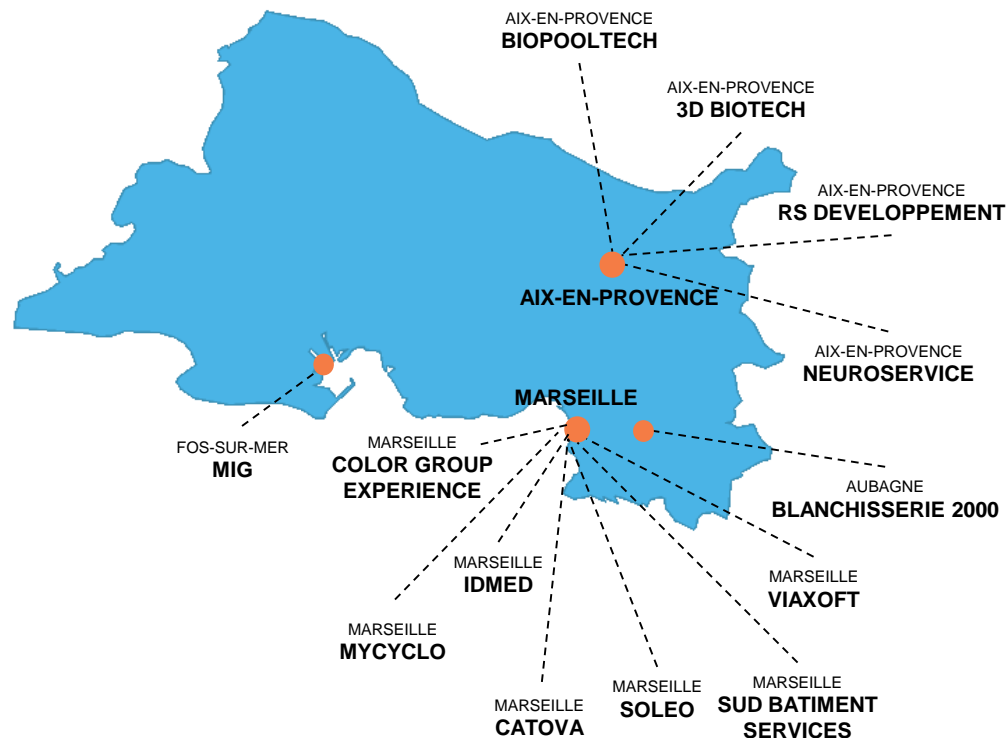 AIX-EN-PROVENCE
BIOPOOLTECH
AIX-EN-PROVENCE
3D BIOTECH
AIX-EN-PROVENCE
RS DEVELOPPEMENT
AIX-EN-PROVENCE
AIX-EN-PROVENCE
NEUROSERVICE
MARSEILLE
FOS-SUR-MER
MIG
MARSEILLE
COLOR GROUP
EXPERIENCE
AUBAGNE
BLANCHISSERIE 2000
MARSEILLE
IDMED
MARSEILLE
VIAXOFT
MARSEILLE
MYCYCLO
MARSEILLE
CATOVA
MARSEILLE
SOLEO
MARSEILLE
SUD BATIMENT
SERVICES